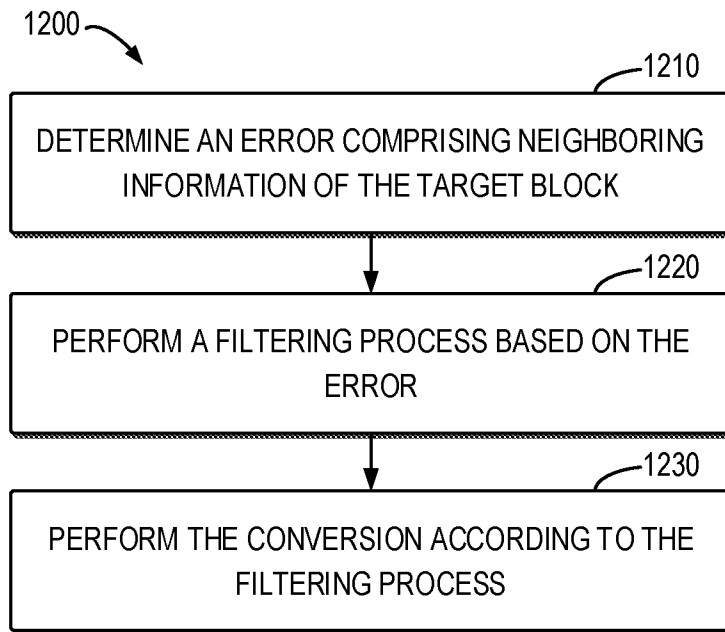 1200
1210
DETERMINE AN ERROR COMPRISING NEIGHBORING
INFORMATION OF THE TARGET BLOCK
1220
PERFORM A FILTERING PROCESS BASED ON THE
ERROR
1230
PERFORM THE CONVERSION ACCORDING TO THE
FILTERING PROCESS